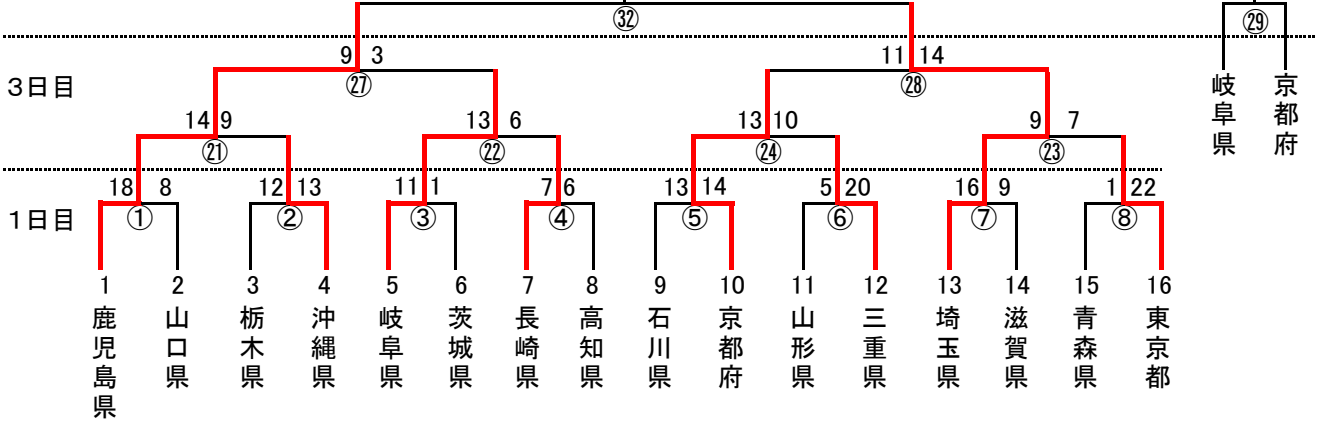 ㉜ ㉙
9 3 11 14
3日目 ㉗ ㉘ 岐阜県 京都府
14 9 13 6 13 10 9 7
㉑ ㉒ ㉔ ㉓
18 8 12 13 11 1 7 6 13 14 5 20 16 9 1 22
1日目 ① ② ③ ④ ⑤ ⑥ ⑦ ⑧
1 2 3 4 5 6 7 8 9 10 11 12 13 14 15 16
鹿児島県 山口県 栃木県 沖縄県 岐阜県 茨城県 長崎県 高知県 石川県 京都府 山形県 三重県 埼玉県 滋賀県 青森県 東京都